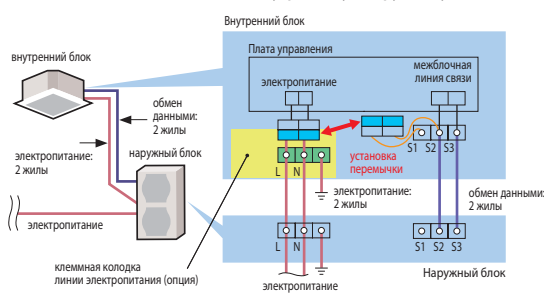 Внутренний блок
Плата управления
внутренний блок
электропитание
межблочная
линия связи
обмен
данными:
2 жилы
S1 S2 S3
электропитание:
2 жилы
наружный блок
L N
установка
перемычки
электропитание:
2 жилы
обмен данными:
2 жилы
электропитание
L N
S1 S2 S3
клеммная колодка
линии электропитания (опция)
Наружный блок
электропитание